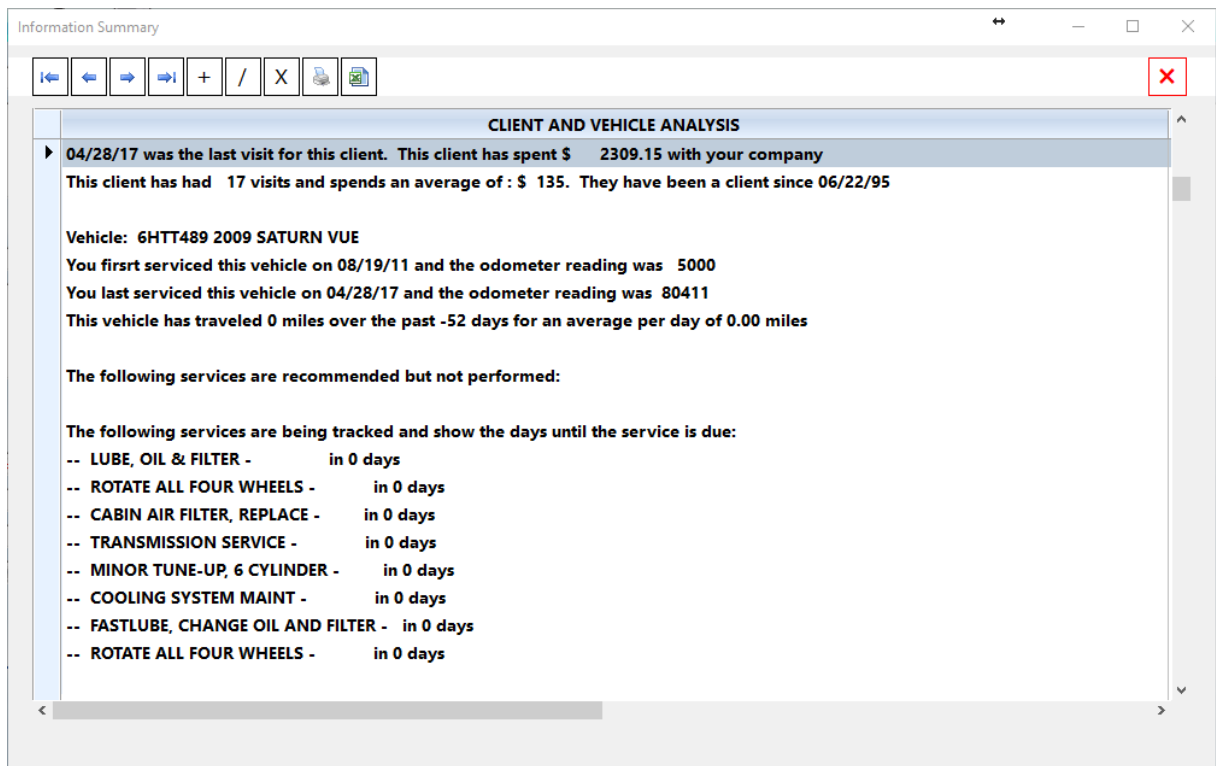 Information Summary
+ / X
X
CLIENT AND VEHICLE ANALYSIS
04/28/17 was the last visit for this client.  This client has spent $      2309.15 with your company
This client has had   17 visits and spends an average of : $  135.  They have been a client since 06/22/95
Vehicle:  6HTT489 2009 SATURN VUE
You firsrt serviced this vehicle on 08/19/11 and the odometer reading was   5000
You last serviced this vehicle on 04/28/17 and the odometer reading was  80411
This vehicle has traveled 0 miles over the past -52 days for an average per day of 0.00 miles
The following services are recommended but not performed:
The following services are being tracked and show the days until the service is due:
--  LUBE, OIL & FILTER -                in 0 days
--  ROTATE ALL FOUR WHEELS -            in 0 days
--  CABIN AIR FILTER, REPLACE -         in 0 days
--  TRANSMISSION SERVICE -              in 0 days
--  MINOR TUNE-UP, 6 CYLINDER -         in 0 days
--  COOLING SYSTEM MAINT -              in 0 days
--  FASTLUBE, CHANGE OIL AND FILTER -   in 0 days
--  ROTATE ALL FOUR WHEELS -            in 0 days